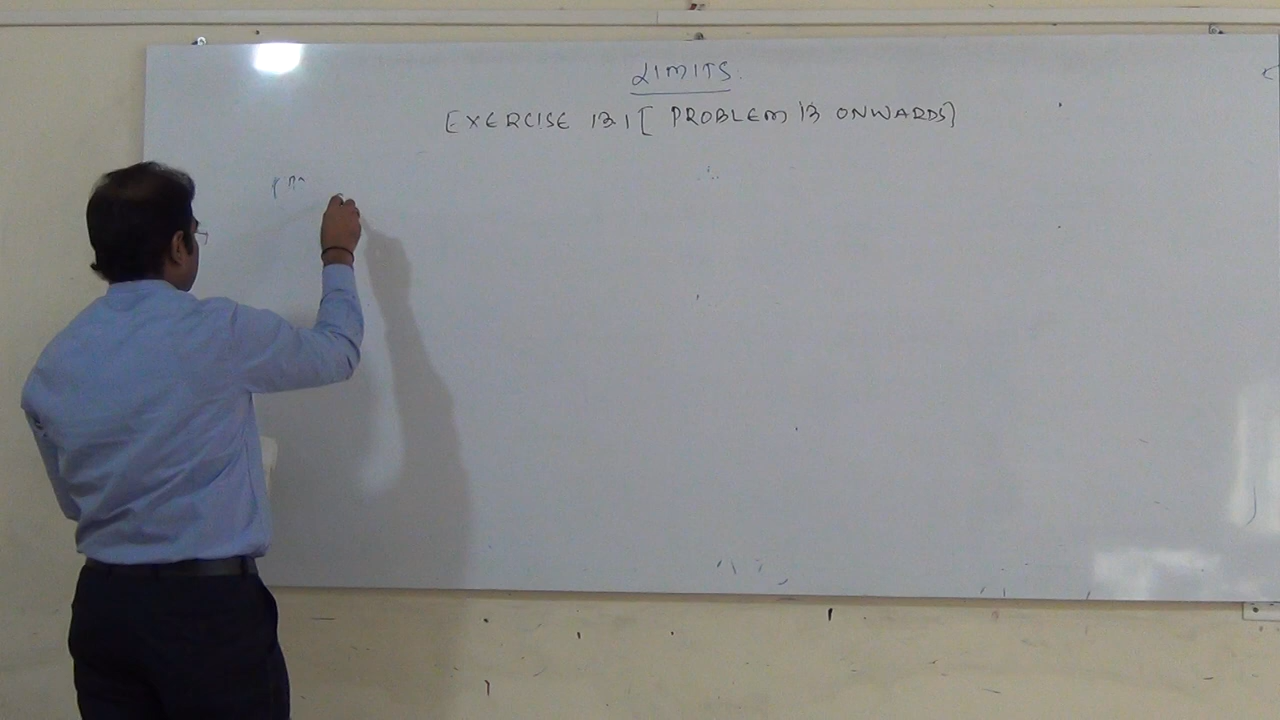 LIMITS.
EXERCISE 13.1 [ PROBLEM 13 ONWARDS]